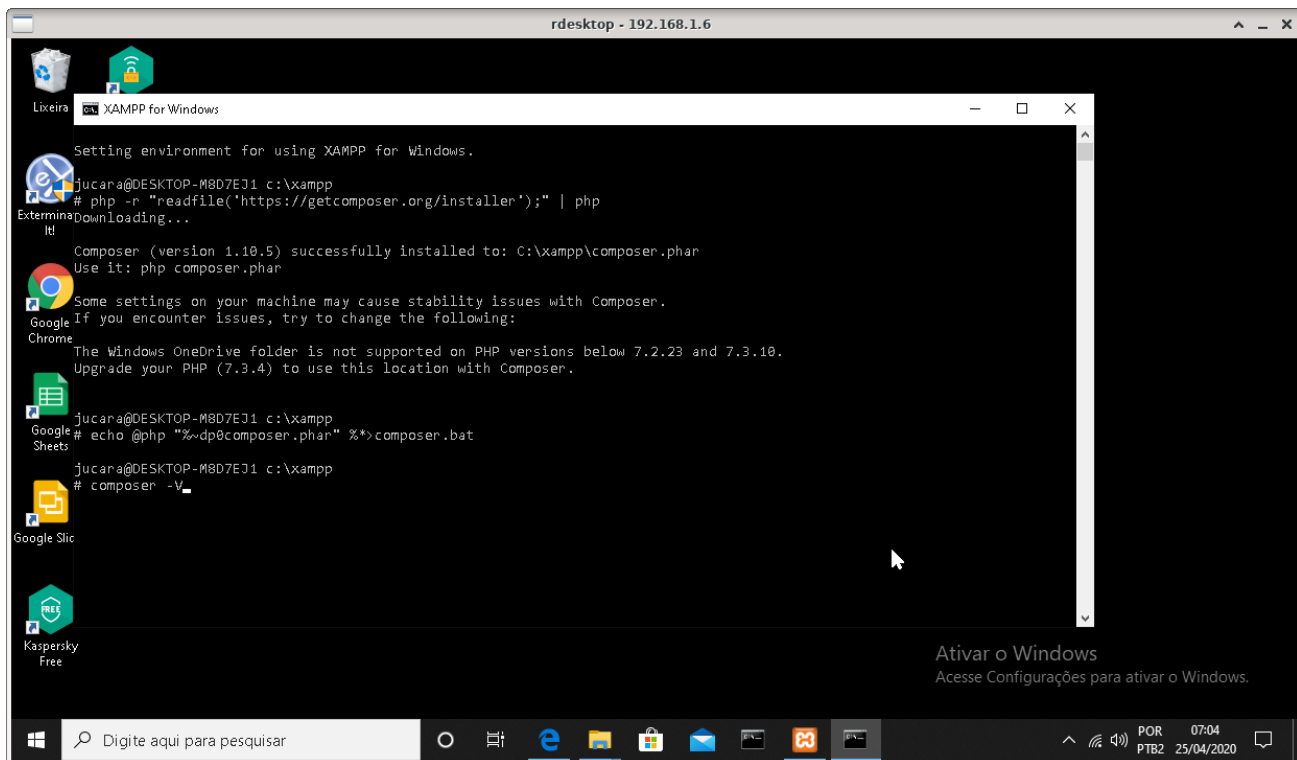 rdesktop - 192.168.1.6
Lixeira
XAMPP for Windows
Setting environment for using XAMPP for Windows.
jucara@DESKTOP-M8D7EJ1 c:\xampp
# php -r "readfile('https://getcomposer.org/installer');" | php
Downloading...
Composer (version 1.10.5) successfully installed to: C:\xampp\composer.phar
Use it: php composer.phar
Some settings on your machine may cause stability issues with Composer.
If you encounter issues, try to change the following:
The Windows OneDrive folder is not supported on PHP versions below 7.2.23 and 7.3.10.
Upgrade your PHP (7.3.4) to use this location with Composer.
jucara@DESKTOP-M8D7EJ1 c:\xampp
# echo @php "%~dp0composer.phar" %*>composer.bat
jucara@DESKTOP-M8D7EJ1 c:\xampp
# composer -V
Extermina
It!
Google
Chrome
Google
Sheets
Google Slid
FREE
Kaspersky
Free
Ativar o Windows
Acesse Configurações para ativar o Windows.
Digite aqui para pesquisar
POR
PTB2
07:04
25/04/2020